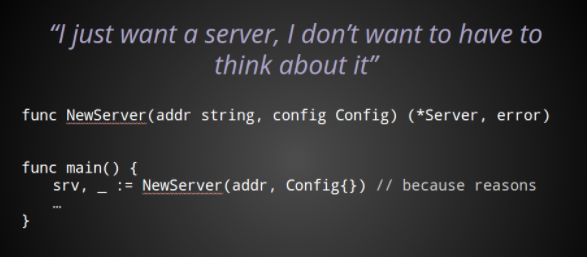 “I just want a server, I don’t want to have to
think about it”
func NewServer(addr string, config Config) (*Server, error)
func main() {
srv, _ := NewServer(addr, Config{}) // because reasons
…
}